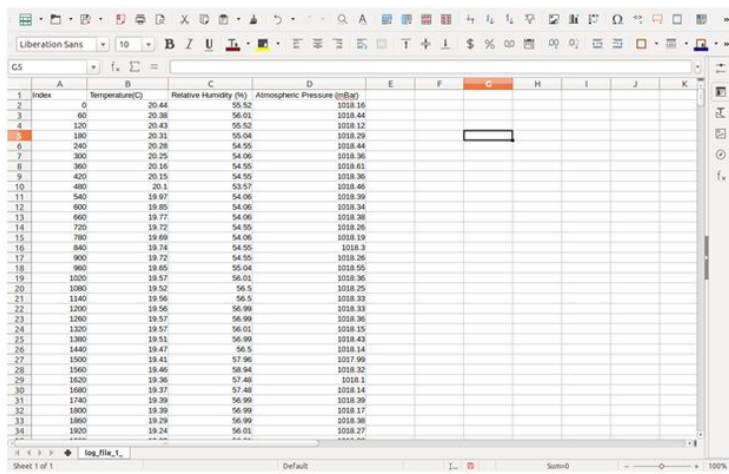 Liberation Sans 10
G5
A B C D E F G H I J K
1 Index Temperature(C) Relative Humidity (%) Atmospheric Pressure (mBar)
2 0 20.44 55.52 1018.16
3 60 20.38 56.01 1018.44
4 120 20.43 55.52 1018.12
5 180 20.31 55.04 1018.29
6 240 20.28 54.55 1018.44
7 300 20.25 54.06 1018.36
8 360 20.16 54.55 1018.61
9 420 20.15 54.55 1018.36
10 480 20.1 53.57 1018.46
11 540 19.97 54.06 1018.39
12 600 19.85 54.06 1018.34
13 660 19.77 54.06 1018.38
14 720 19.72 54.55 1018.26
15 780 19.69 54.06 1018.19
16 840 19.74 54.55 1018.3
17 900 19.72 54.55 1018.26
18 960 19.65 55.04 1018.55
19 1020 19.57 56.01 1018.36
20 1080 19.52 56.5 1018.25
21 1140 19.56 56.5 1018.33
22 1200 19.56 56.99 1018.33
23 1260 19.57 56.99 1018.36
24 1320 19.57 56.01 1018.15
25 1380 19.51 56.99 1018.43
26 1440 19.47 56.5 1018.14
27 1500 19.41 57.96 1017.99
28 1560 19.46 58.94 1018.32
29 1620 19.36 57.48 1018.1
30 1680 19.37 57.48 1018.14
31 1740 19.39 56.99 1018.39
32 1800 19.39 56.99 1018.17
33 1860 19.29 56.99 1018.38
34 1920 19.24 56.01 1018.27
log_file_1_
Sheet 1 of 1 Default Sum=0 100%